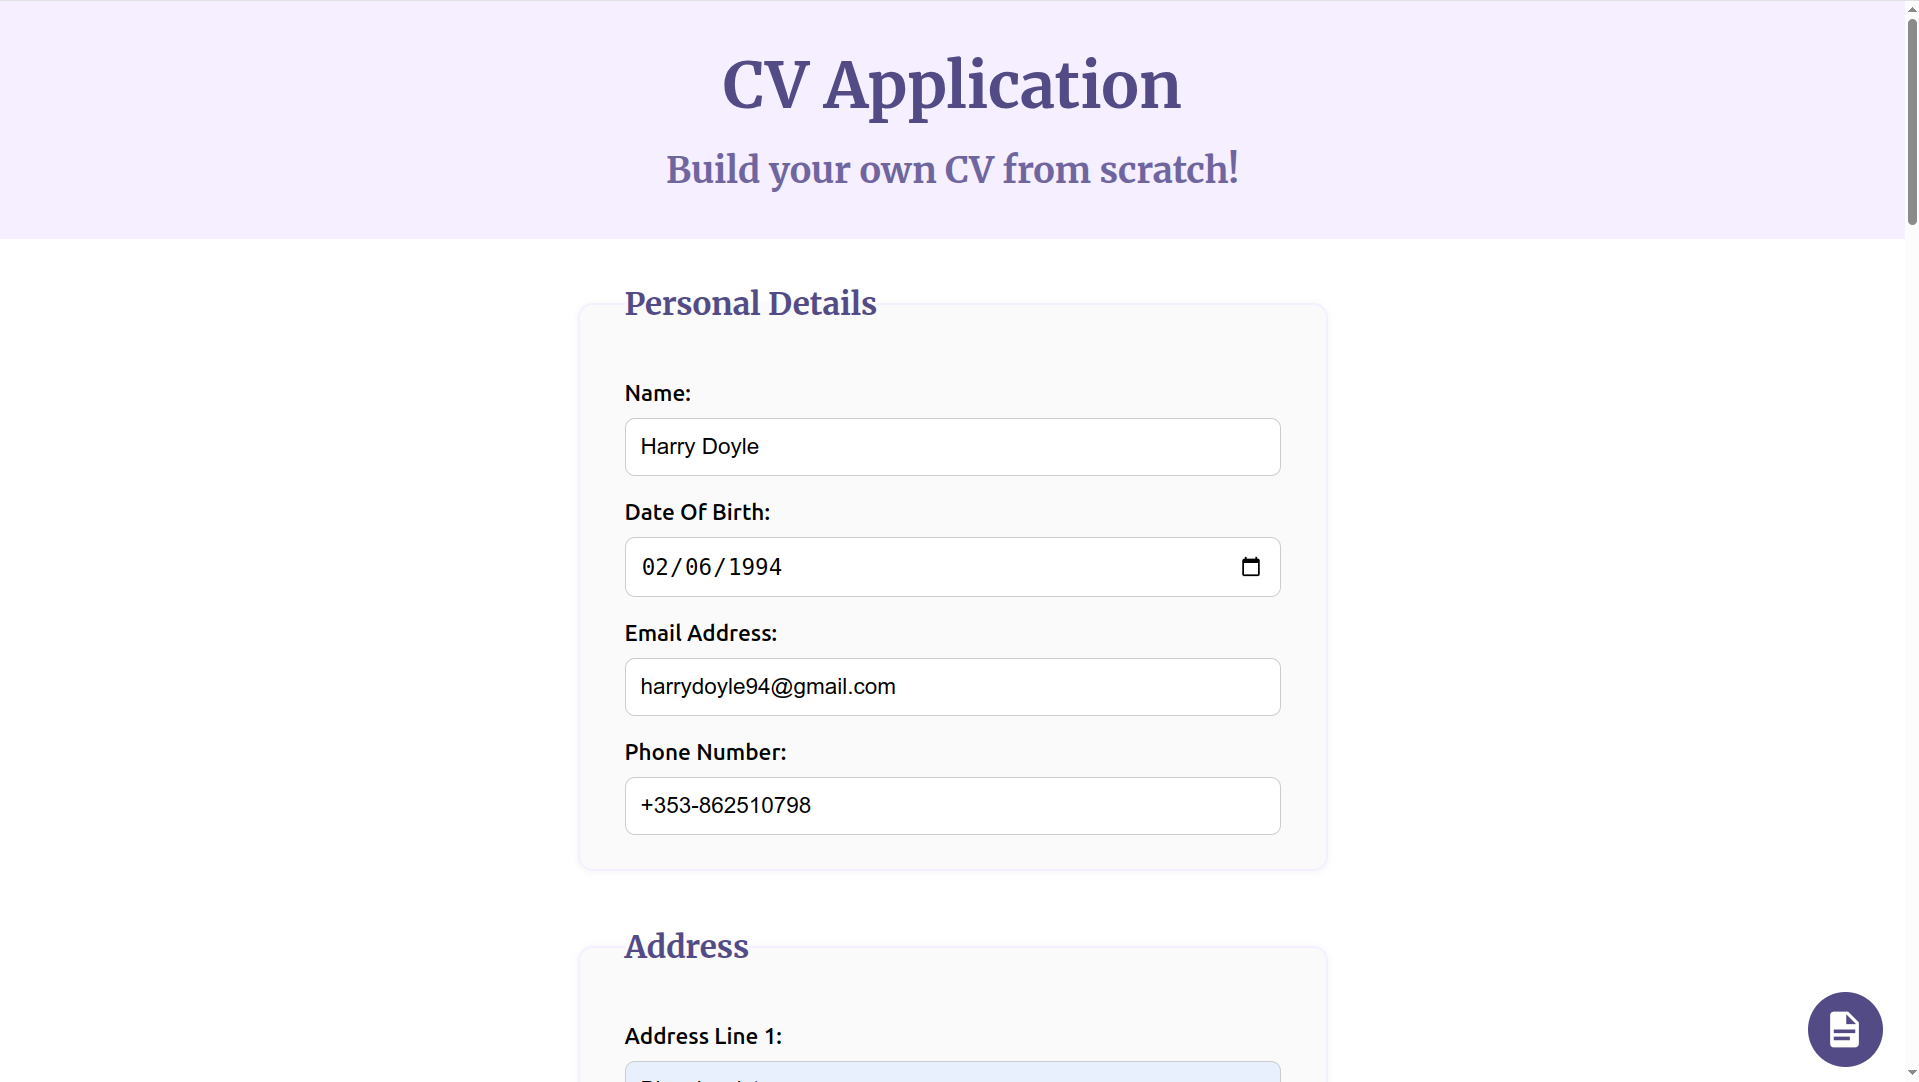 CV Application
Build your own CV from scratch!
Personal Details
Name:
Harry Doyle
Date Of Birth:
02/06/1994
Email Address:
harrydoyle94@gmail.com
Phone Number:
+353-862510798
Address
Address Line 1: